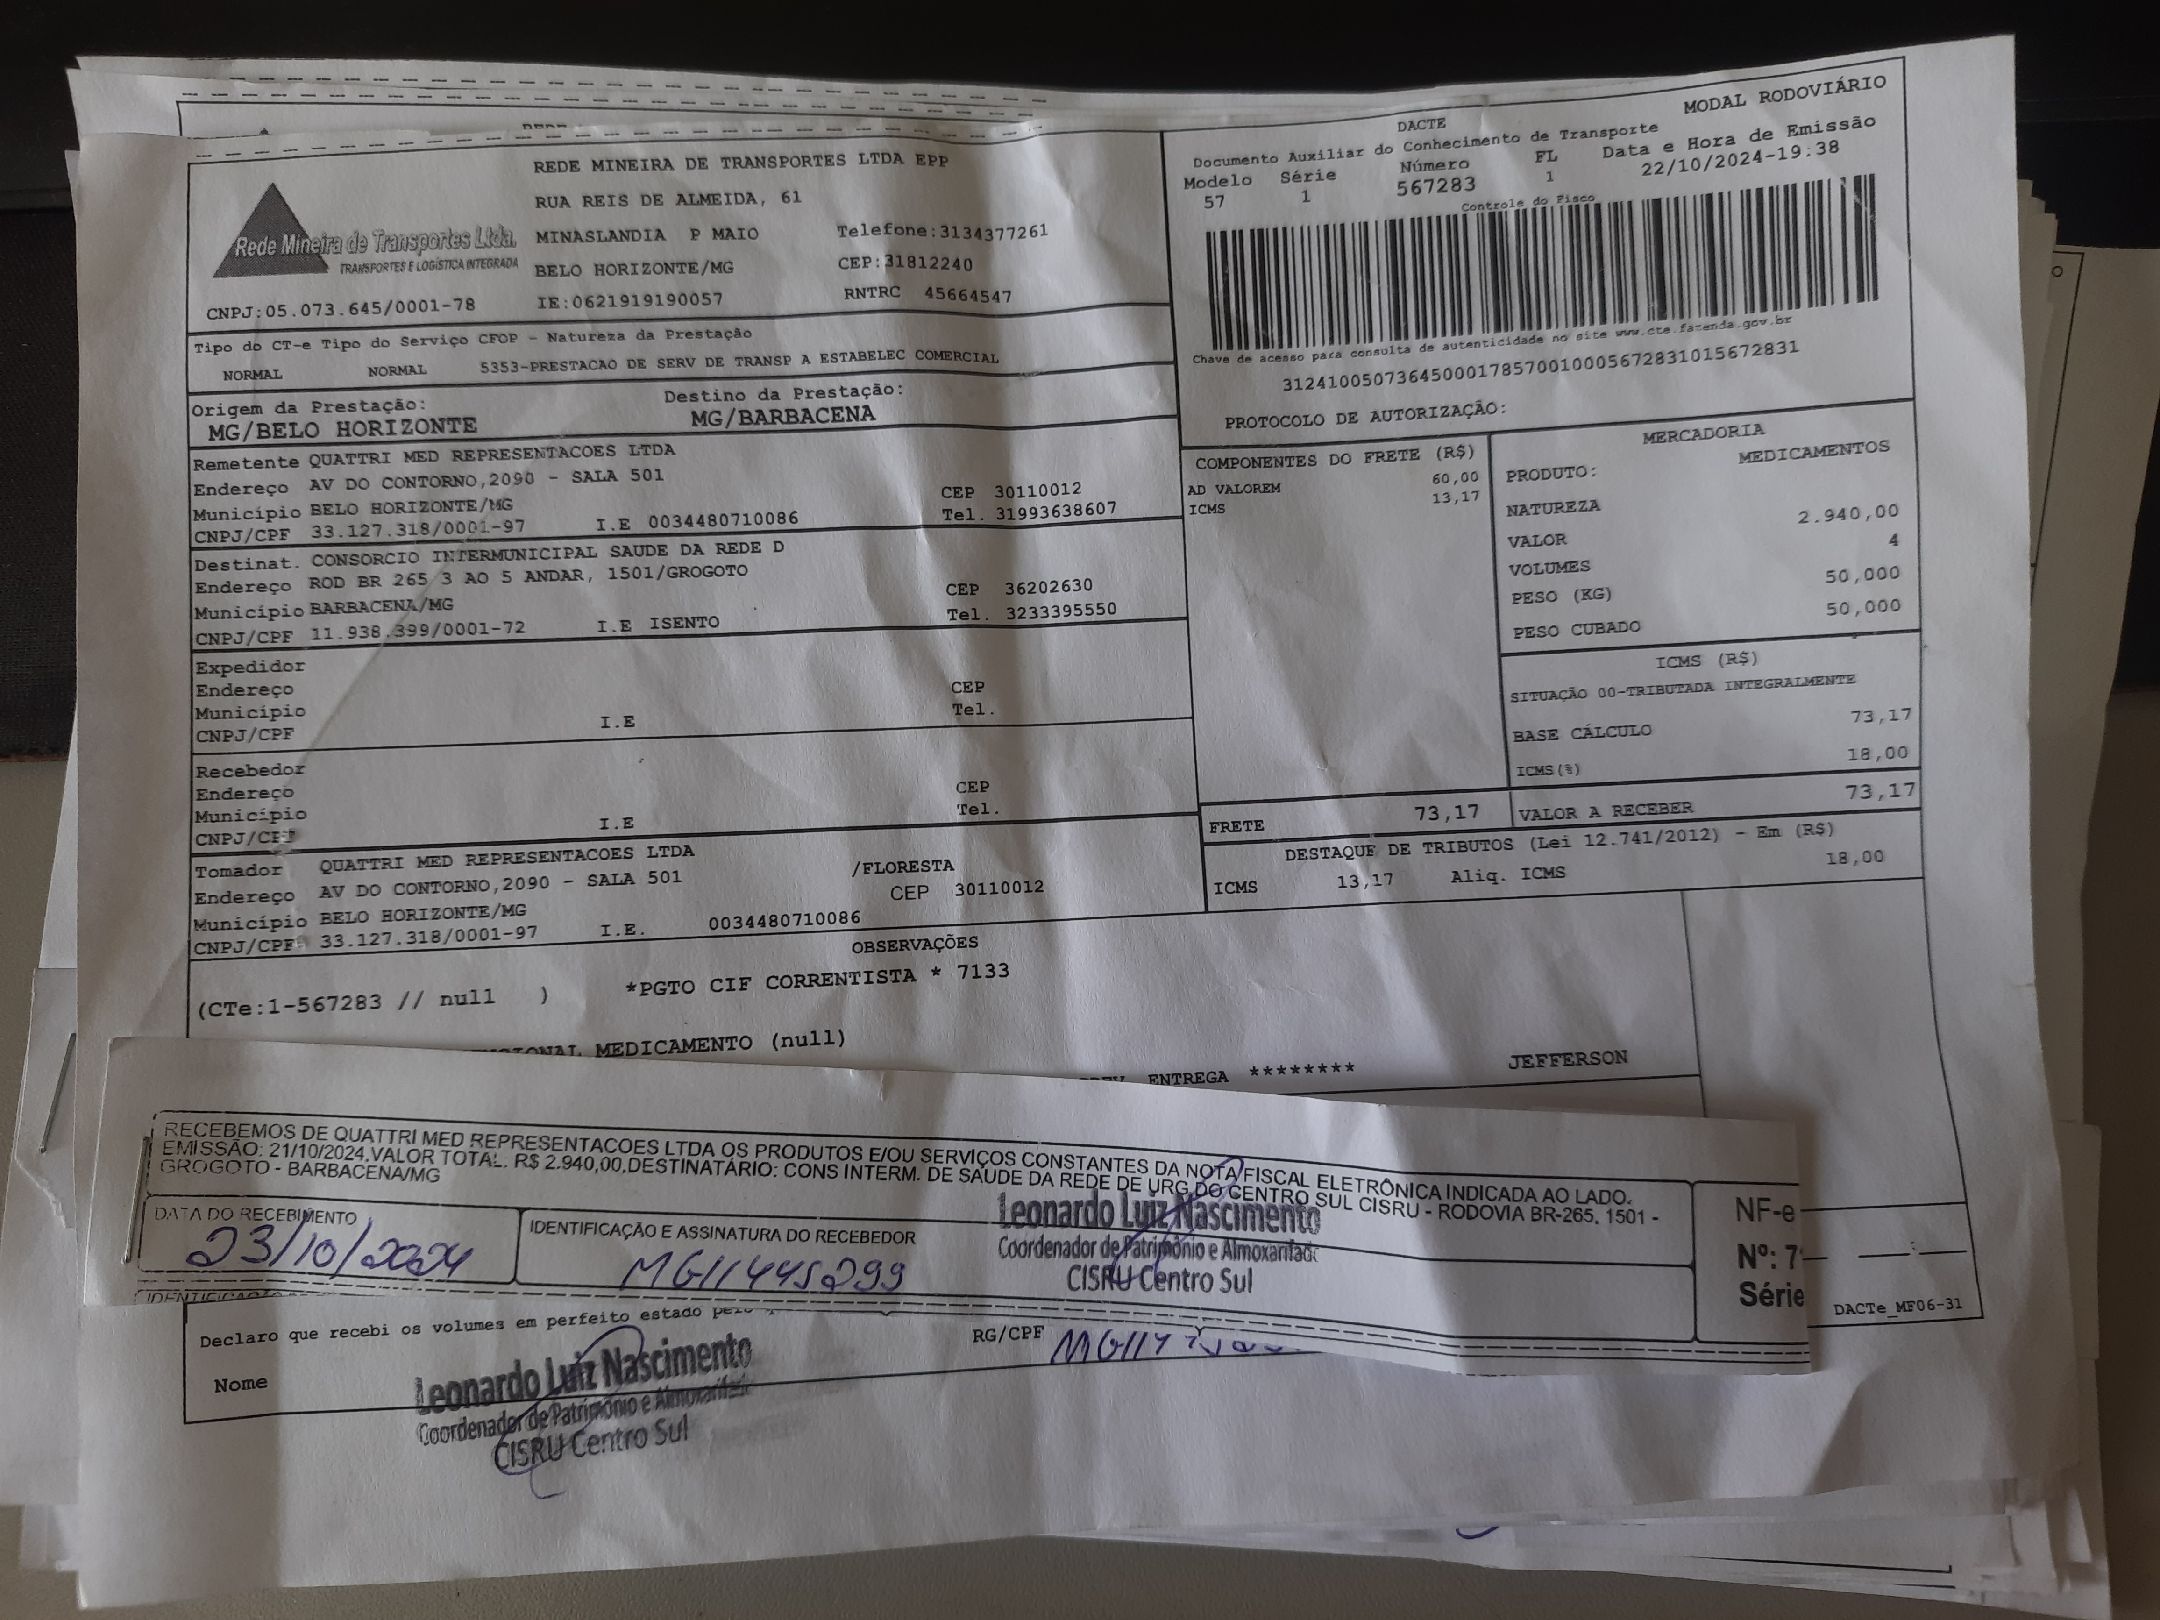 REDE MINEIRA DE TRANSPORTES LTDA EPP
RUA REIS DE ALMEIDA, 61
MINASLANDIA P MAIO Telefone:3134377261
BELO HORIZONTE/MG CEP:31812240
Rede Mineira de Transportes Ltda.
TRANSPORTES E LOGÍSTICA INTEGRADA
CNPJ:05.073.645/0001-78 IE:0621919190057 RNTRC 45664547
DACTE MODAL RODOVIÁRIO
Documento Auxiliar do Conhecimento de Transporte
Modelo Série Número FL Data e Hora de Emissão
57 1 567283 1 22/10/2024-19:38
Controle do Fisco
Chave de acesso para consulta de autenticidade no site www.cte.fazenda.gov.br
31241005073645000178570010005672831015672831
PROTOCOLO DE AUTORIZAÇÃO:
Tipo do CT-e Tipo do Serviço CFOP - Natureza da Prestação
NORMAL NORMAL 5353-PRESTACAO DE SERV DE TRANSP A ESTABELEC COMERCIAL
Origem da Prestação: Destino da Prestação:
MG/BELO HORIZONTE MG/BARBACENA
Remetente QUATTRI MED REPRESENTACOES LTDA
Endereço AV DO CONTORNO,2090 - SALA 501
Município BELO HORIZONTE/MG CEP 30110012
CNPJ/CPF 33.127.318/0001-97 I.E 0034480710086 Tel. 31993638607
Destinat. CONSORCIO INTERMUNICIPAL SAUDE DA REDE D
Endereço ROD BR 265 3 AO 5 ANDAR, 1501/GROGOTO
Município BARBACENA/MG CEP 36202630
CNPJ/CPF 11.938.399/0001-72 I.E ISENTO Tel. 3233395550
Expedidor
Endereço
Município CEP
CNPJ/CPF I.E Tel.
Recebedor
Endereço
Município CEP
CNPJ/CPF I.E Tel.
Tomador QUATTRI MED REPRESENTACOES LTDA
Endereço AV DO CONTORNO,2090 - SALA 501 /FLORESTA
Município BELO HORIZONTE/MG CEP 30110012
CNPJ/CPF 33.127.318/0001-97 I.E. 0034480710086
COMPONENTES DO FRETE (R$)
AD VALOREM 60,00
ICMS 13,17
MERCADORIA
PRODUTO: MEDICAMENTOS
NATUREZA
VALOR 2.940,00
VOLUMES 4
PESO (KG) 50,000
PESO CUBADO 50,000
ICMS (R$)
SITUAÇÃO 00-TRIBUTADA INTEGRALMENTE
BASE CÁLCULO 73,17
ICMS(%) 18,00
FRETE 73,17 VALOR A RECEBER 73,17
DESTAQUE DE TRIBUTOS (Lei 12.741/2012) - Em (R$)
ICMS 13,17 Aliq. ICMS 18,00
OBSERVAÇÕES
(CTe:1-567283 // null ) *PGTO CIF CORRENTISTA * 7133
MEDICAMENTO (null)
ENTREGA ******** JEFFERSON
RECEBEMOS DE QUATTRI MED REPRESENTACOES LTDA OS PRODUTOS E/OU SERVIÇOS CONSTANTES DA NOTA FISCAL ELETRÔNICA INDICADA AO LADO.
EMISSÃO: 21/10/2024.VALOR TOTAL: R$ 2.940,00.DESTINATÁRIO: CONS INTERM. DE SAUDE DA REDE DE URG DO CENTRO SUL CISRU - RODOVIA BR-265, 1501 -
GROGOTO - BARBACENA/MG
DATA DO RECEBIMENTO
23/10/2024
IDENTIFICAÇÃO E ASSINATURA DO RECEBEDOR
MG11445299
Leonardo Luiz Nascimento
Coordenador de Patrimônio e Almoxarifado
CISRU Centro Sul
NF-e
Nº: 7
Série
DACTe_MF06-31
Declaro que recebi os volumes em perfeito estado
RG/CPF
Nome
Leonardo Luiz Nascimento
Coordenador de Patrimônio e Almoxarifado
CISRU Centro Sul